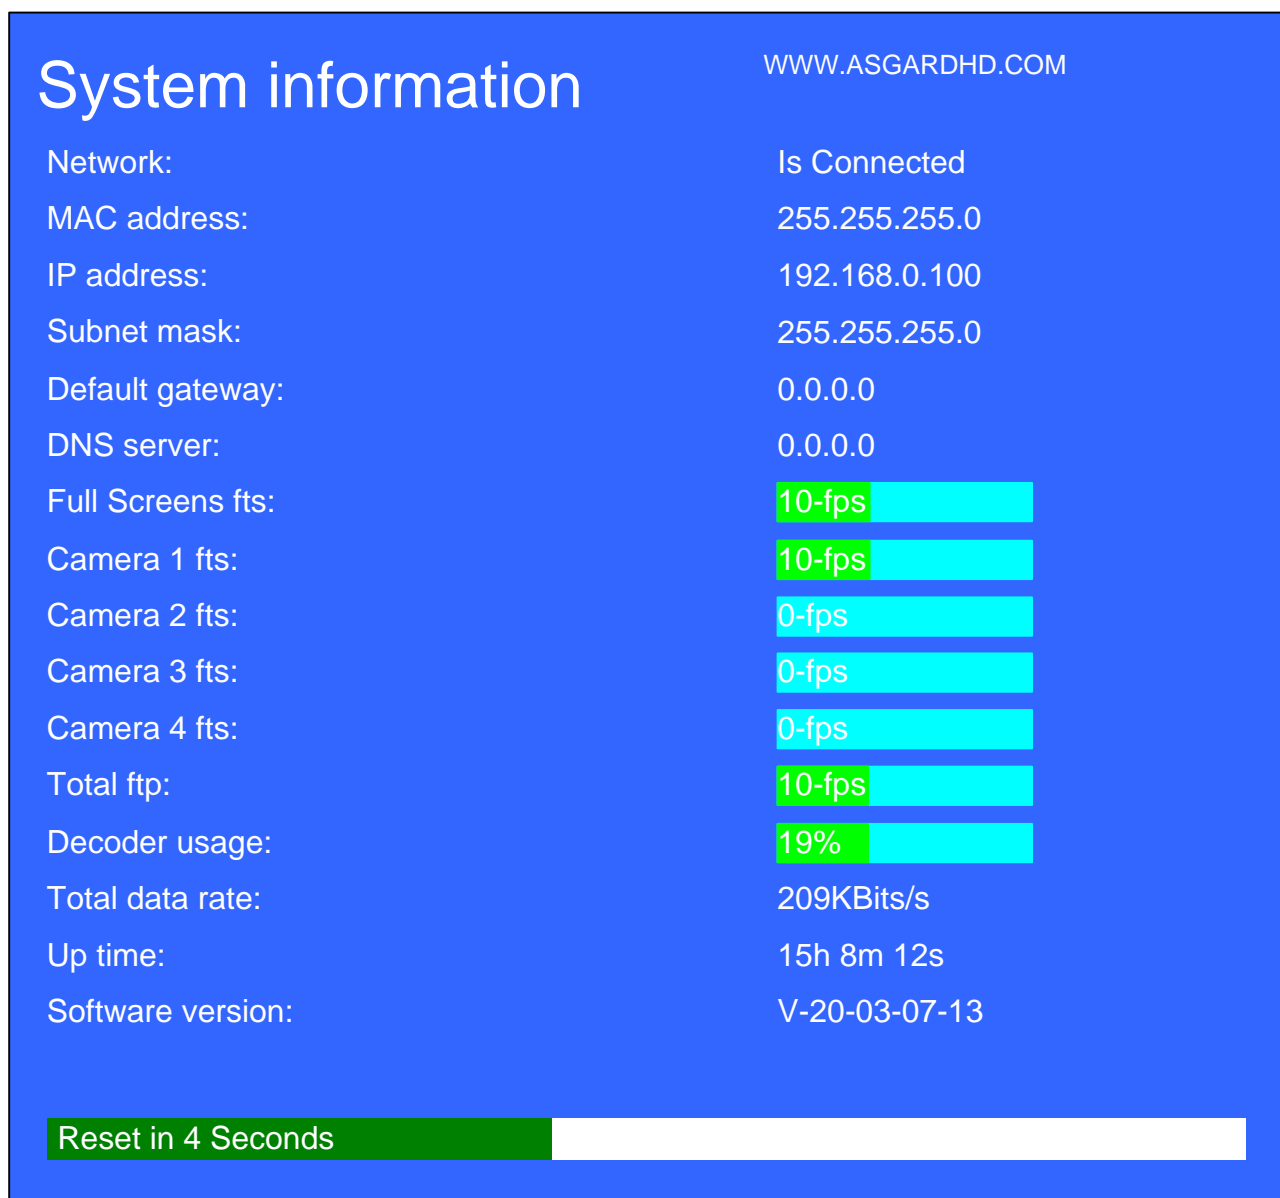 System information
WWW.ASGARDHD.COM
Network: Is Connected
MAC address: 255.255.255.0
IP address: 192.168.0.100
Subnet mask: 255.255.255.0
Default gateway: 0.0.0.0
DNS server: 0.0.0.0
Full Screens fts: 10-fps
Camera 1 fts: 10-fps
Camera 2 fts: 0-fps
Camera 3 fts: 0-fps
Camera 4 fts: 0-fps
Total ftp: 10-fps
Decoder usage: 19%
Total data rate: 209KBits/s
Up time: 15h 8m 12s
Software version: V-20-03-07-13
Reset in 4 Seconds